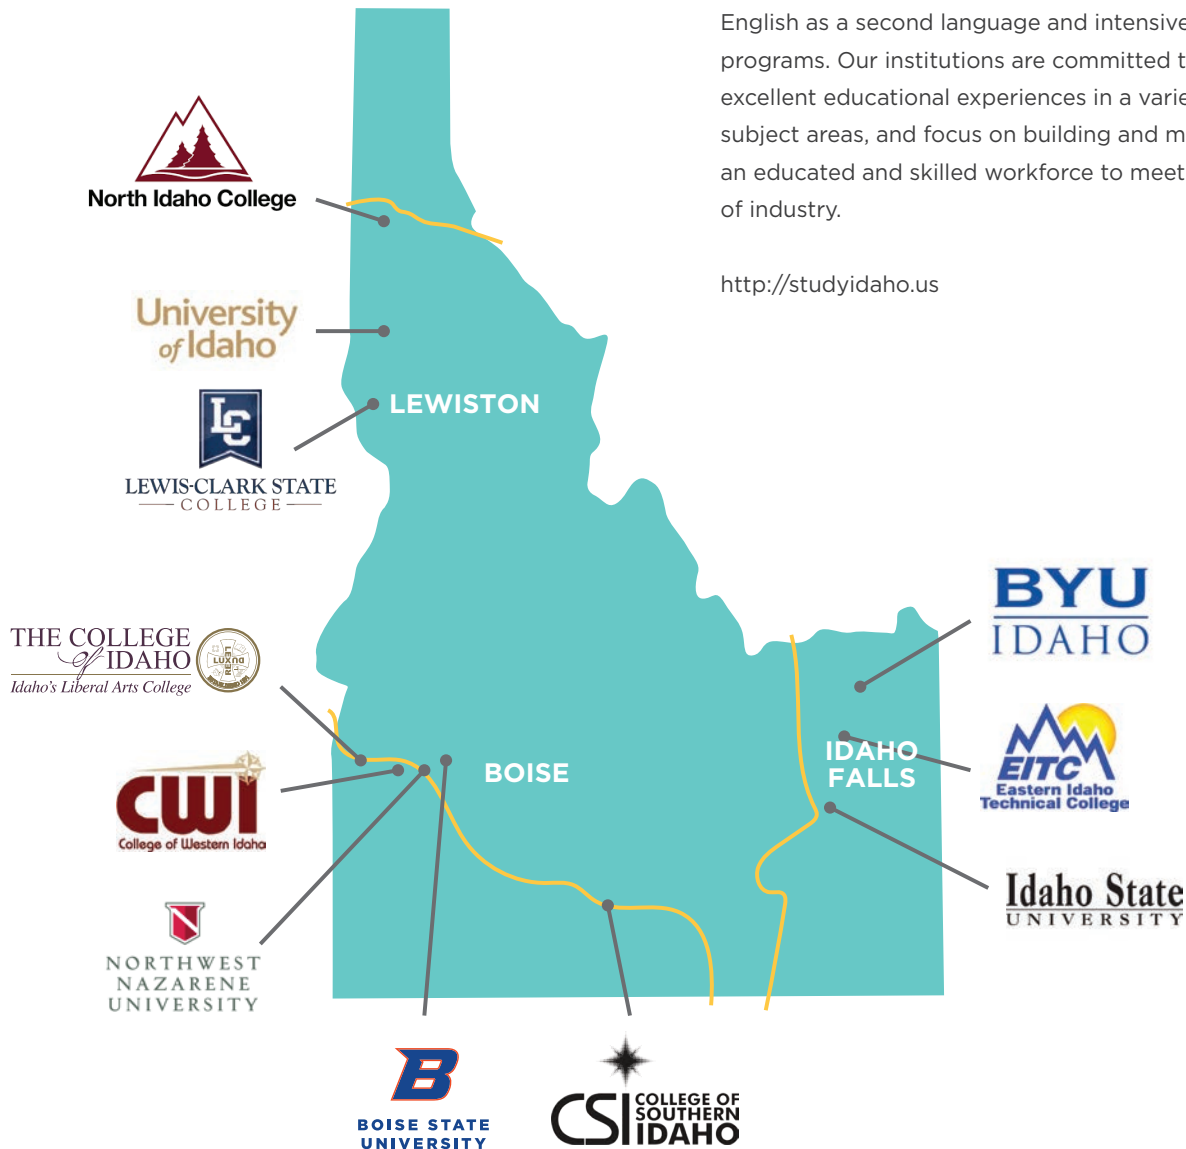 English as a second language and intensive
programs. Our institutions are committed t
excellent educational experiences in a varie
subject areas, and focus on building and m
an educated and skilled workforce to meet
of industry.
http://studyidaho.us
North Idaho College
University
of Idaho
LC
LEWIS-CLARK STATE
COLLEGE
LEWISTON
THE COLLEGE
of IDAHO
Idaho's Liberal Arts College
CWI
College of Western Idaho
N
NORTHWEST
NAZARENE
UNIVERSITY
BOISE
B
BOISE STATE
UNIVERSITY
CSI COLLEGE OF
SOUTHERN
IDAHO
BYU
IDAHO
IDAHO
FALLS
EITC
Eastern Idaho
Technical College
Idaho State
UNIVERSITY